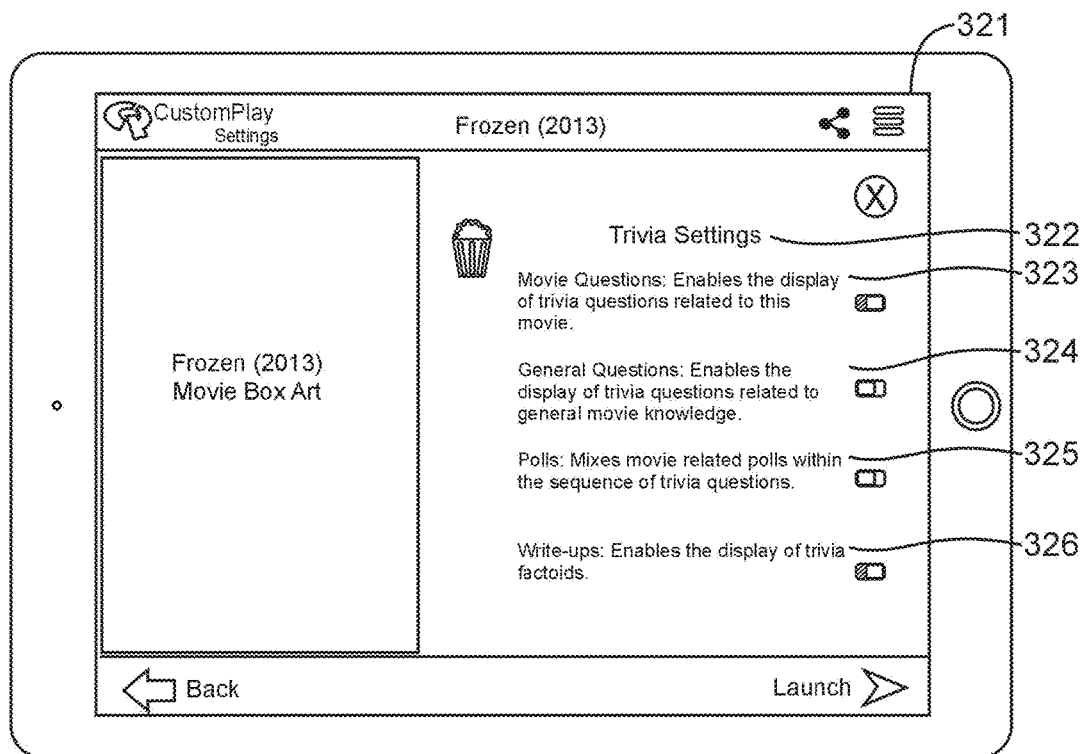 321
CustomPlay
Settings
Frozen (2013)
X
Trivia Settings
322
Movie Questions: Enables the display
of trivia questions related to this
movie.
323
General Questions: Enables the
display of trivia questions related to
general movie knowledge.
324
Frozen (2013)
Movie Box Art
Polls: Mixes movie related polls within
the sequence of trivia questions.
325
Write-ups: Enables the display of trivia
factoids.
326
Back
Launch